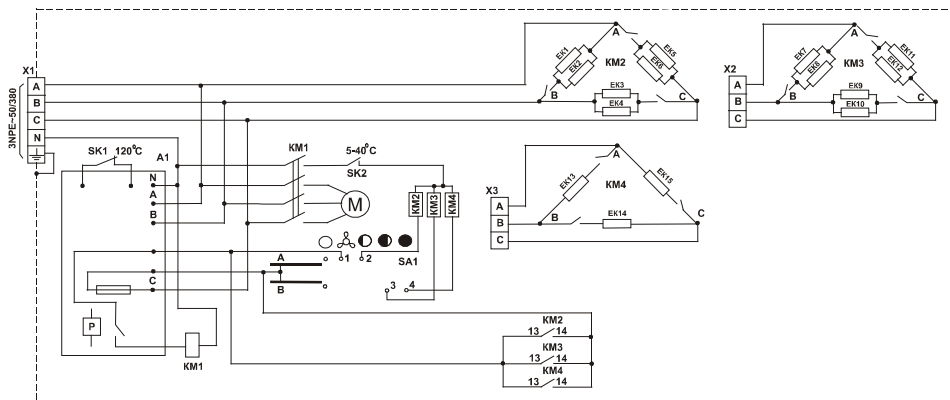 X1
A
B
C
N
3NPE~50/380
SK1
120°C
A1
N
A
B
C
P
KM1
KM1
5-40°C
SK2
M
KM2
KM3
KM4
A
B
1
2
SA1
3
4
A
EK1
EK2
KM2
EK5
EK6
B
EK3
EK4
C
X2
A
B
C
A
EK7
EK8
KM3
EK11
EK12
B
EK9
EK10
C
X3
A
B
C
A
EK13
KM4
EK15
B
EK14
C
KM2
13 14
KM3
13 14
KM4
13 14